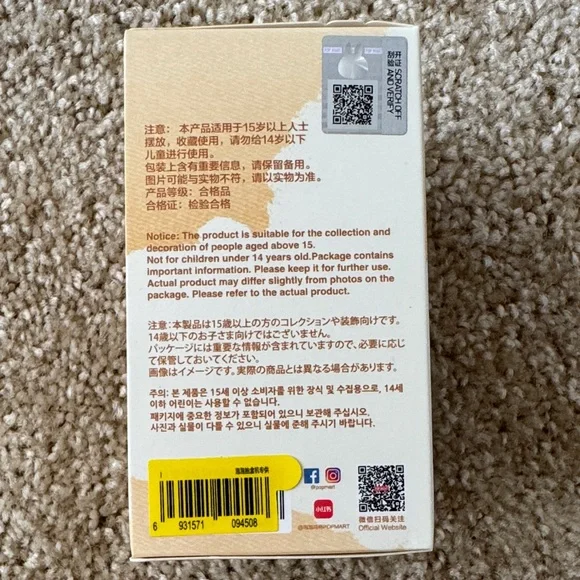 开盒 SCRATCH OFF
刮验 AND VERIFY
注意： 本产品适用于15岁以上人士
摆放，收藏使用，请勿给14岁以下
儿童进行使用。
包装上含有重要信息，请保留备用。
图片可能与实物不符，请以实物为准。
产品等级：合格品
合格证：检验合格
Notice: The product is suitable for the collection and
decoration of people aged above 15.
Not for children under 14 years old.Package contains
important information. Please keep it for further use.
Actual product may differ slightly from photos on the
package. Please refer to the actual product.
注意：本製品は15歳以上の方のコレクションや装飾向けです。
14歳以下のお子さま向けではございません。
パッケージには重要な情報が含まれていますので、必要に応じ
て保管しておいてください。
画像はイメージです。実際の商品とは異なる場合があります。
주의: 본 제품은 15세 이상 소비자를 위한 장식 및 수집용으로, 14세
이하 어린이는 사용할 수 없습니다.
패키지에 중요한 정보가 포함되어 있으니 보관해 주십시오.
사진과 실물이 다를 수 있으니 실물에 준해 주시기 바랍니다.
6 931571 094508
@popmart
小红书
@泡泡玛特POPMART
微信扫码关注
Official Website